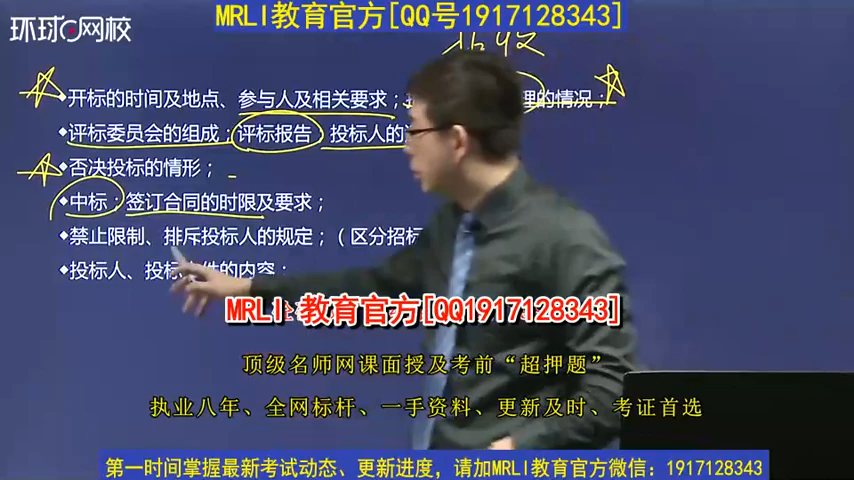 MRLI教育官方[QQ号1917128343]
环球网校
拒收
开标的时间及地点、参与人及相关要求；
理的情况；
评标委员会的组成；评标报告
投标人的
否决投标的情形；
中标；签订合同的时限及要求；
禁止限制、排斥投标人的规定；（区分招标
投标人、投标文件的内容；
MRLI 教育官方[QQ1917128343]
顶级名师网课面授及考前“超押题”
执业八年、全网标杆、一手资料、更新及时、考证首选
第一时间掌握最新考试动态、更新进度，请加MRLI教育官方微信：1917128343